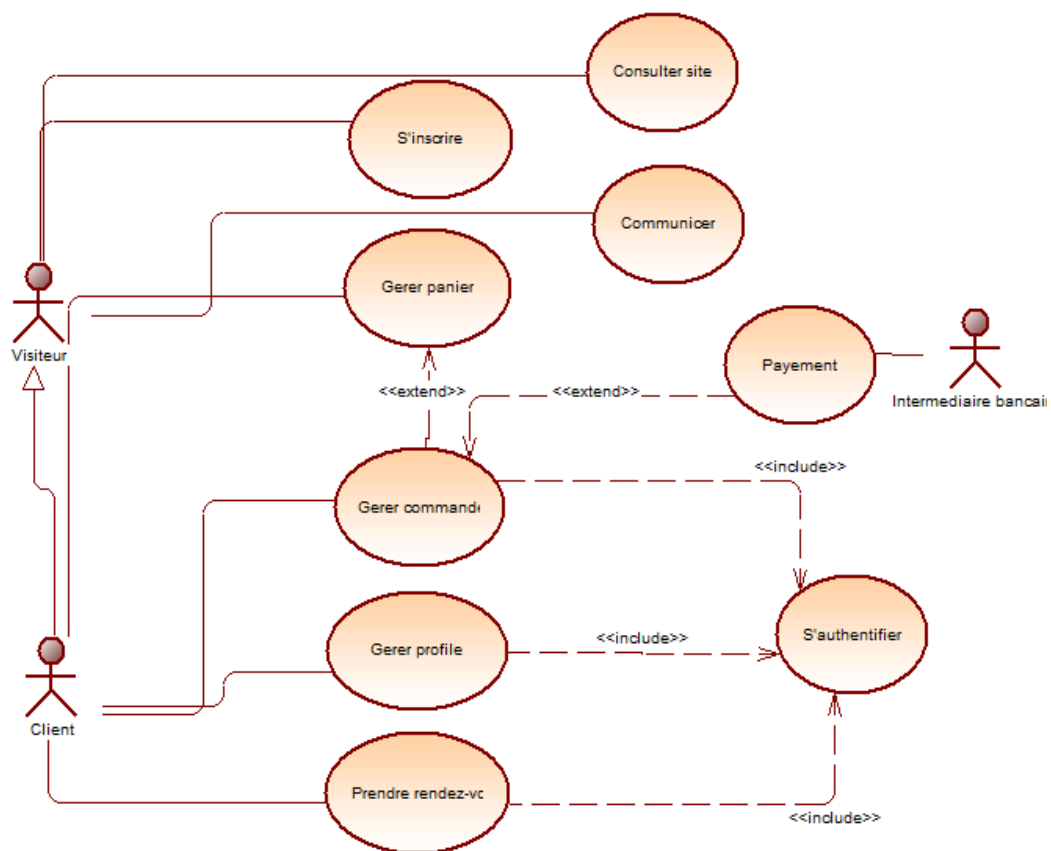 Consulter site
S'inscrire
Communicer
Gerer panier
Visiteur
Payement
Intermediaire bancair
<<extend>>
<<extend>>
<<include>>
Gerer commande
S'authentifier
<<include>>
Gerer profile
Client
Prendre rendez-vo
<<include>>